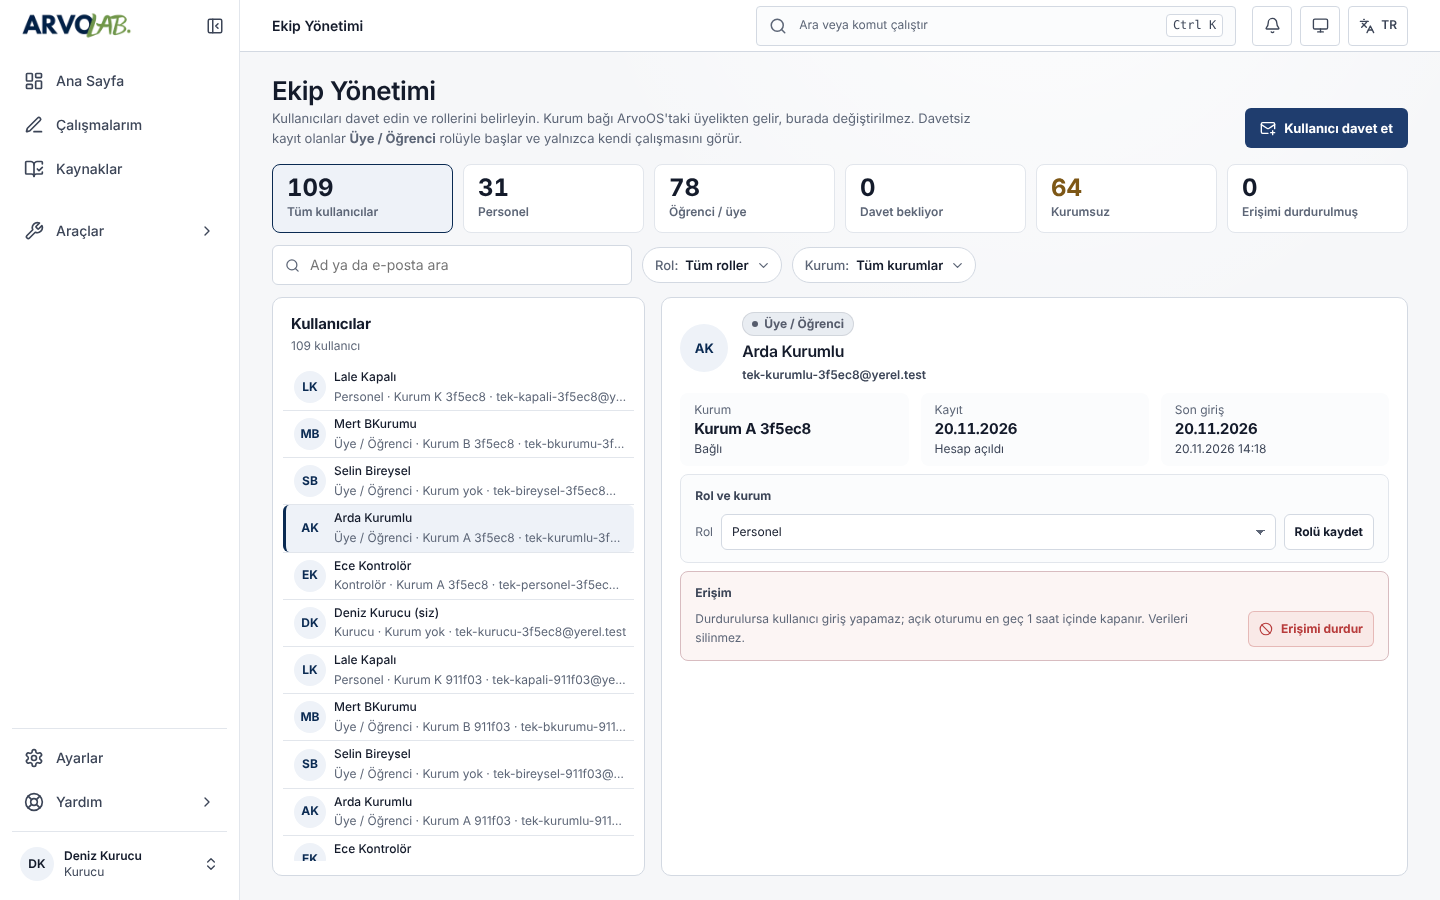 ARVOLAB.
Ana Sayfa
Çalışmalarım
Kaynaklar
Araçlar
Ayarlar
Yardım
DK
Deniz Kurucu
Kurucu
Ekip Yönetimi
Ara veya komut çalıştır
Ctrl K
TR
Ekip Yönetimi
Kullanıcıları davet edin ve rollerini belirleyin. Kurum bağı ArvoOS'taki üyelikten gelir, burada değiştirilmez. Davetsiz
kayıt olanlar Üye / Öğrenci rolüyle başlar ve yalnızca kendi çalışmasını görür.
Kullanıcı davet et
109
Tüm kullanıcılar
31
Personel
78
Öğrenci / üye
0
Davet bekliyor
64
Kurumsuz
0
Erişimi durdurulmuş
Ad ya da e-posta ara
Rol: Tüm roller
Kurum: Tüm kurumlar
Kullanıcılar
109 kullanıcı
LK
Lale Kapalı
Personel · Kurum K 3f5ec8 · tek-kapali-3f5ec8@y...
MB
Mert BKurumu
Üye / Öğrenci · Kurum B 3f5ec8 · tek-bkurumu-3f...
SB
Selin Bireysel
Üye / Öğrenci · Kurum yok · tek-bireysel-3f5ec8...
AK
Arda Kurumlu
Üye / Öğrenci · Kurum A 3f5ec8 · tek-kurumlu-3f...
EK
Ece Kontrolör
Kontrolör · Kurum A 3f5ec8 · tek-personel-3f5ec...
DK
Deniz Kurucu (siz)
Kurucu · Kurum yok · tek-kurucu-3f5ec8@yerel.test
LK
Lale Kapalı
Personel · Kurum K 911f03 · tek-kapali-911f03@ye...
MB
Mert BKurumu
Üye / Öğrenci · Kurum B 911f03 · tek-bkurumu-911...
SB
Selin Bireysel
Üye / Öğrenci · Kurum yok · tek-bireysel-911f03@...
AK
Arda Kurumlu
Üye / Öğrenci · Kurum A 911f03 · tek-kurumlu-911...
EK
Ece Kontrolör
AK
Üye / Öğrenci
Arda Kurumlu
tek-kurumlu-3f5ec8@yerel.test
Kurum
Kurum A 3f5ec8
Bağlı
Kayıt
20.11.2026
Hesap açıldı
Son giriş
20.11.2026
20.11.2026 14:18
Rol ve kurum
Rol
Personel
Rolü kaydet
Erişim
Durdurulursa kullanıcı giriş yapamaz; açık oturumu en geç 1 saat içinde kapanır. Verileri
silinmez.
Erişimi durdur